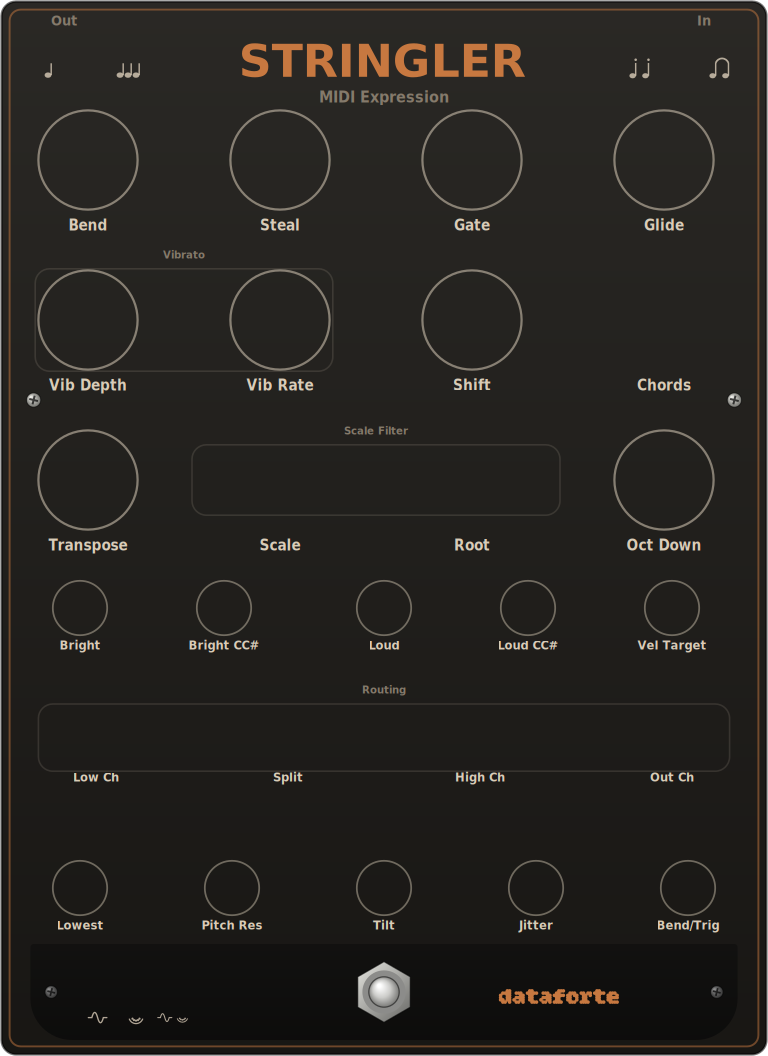 Out In
STRINGLER
MIDI Expression
Bend Steal Gate Glide
Vibrato
Vib Depth Vib Rate Shift Chords
Scale Filter
Transpose Scale Root Oct Down
Bright Bright CC# Loud Loud CC# Vel Target
Routing
Low Ch Split High Ch Out Ch
Lowest Pitch Res Tilt Jitter Bend/Trig
dataforte